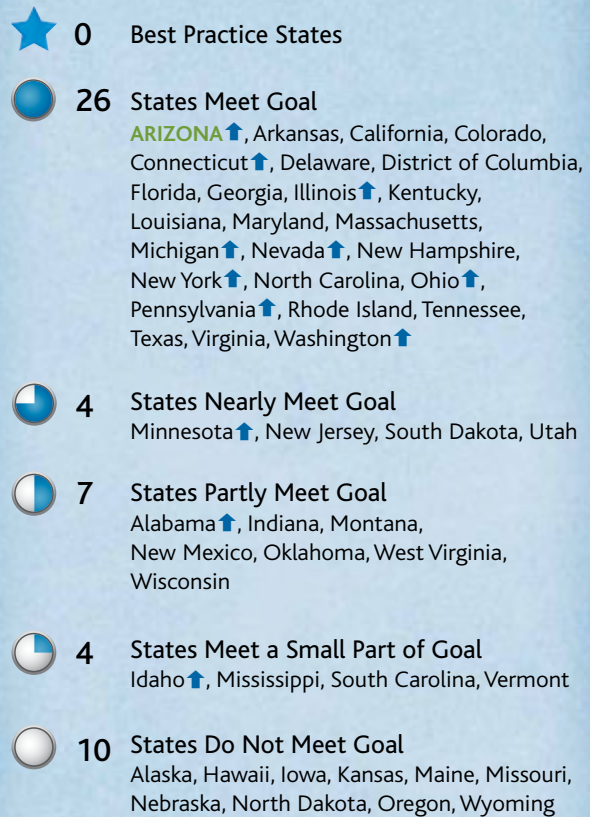 0 Best Practice States
26 States Meet Goal
ARIZONA⬆, Arkansas, California, Colorado,
Connecticut⬆, Delaware, District of Columbia,
Florida, Georgia, Illinois⬆, Kentucky,
Louisiana, Maryland, Massachusetts,
Michigan⬆, Nevada⬆, New Hampshire,
New York⬆, North Carolina, Ohio⬆,
Pennsylvania⬆, Rhode Island, Tennessee,
Texas, Virginia, Washington⬆
4 States Nearly Meet Goal
Minnesota⬆, New Jersey, South Dakota, Utah
7 States Partly Meet Goal
Alabama⬆, Indiana, Montana,
New Mexico, Oklahoma, West Virginia,
Wisconsin
4 States Meet a Small Part of Goal
Idaho⬆, Mississippi, South Carolina, Vermont
10 States Do Not Meet Goal
Alaska, Hawaii, Iowa, Kansas, Maine, Missouri,
Nebraska, North Dakota, Oregon, Wyoming